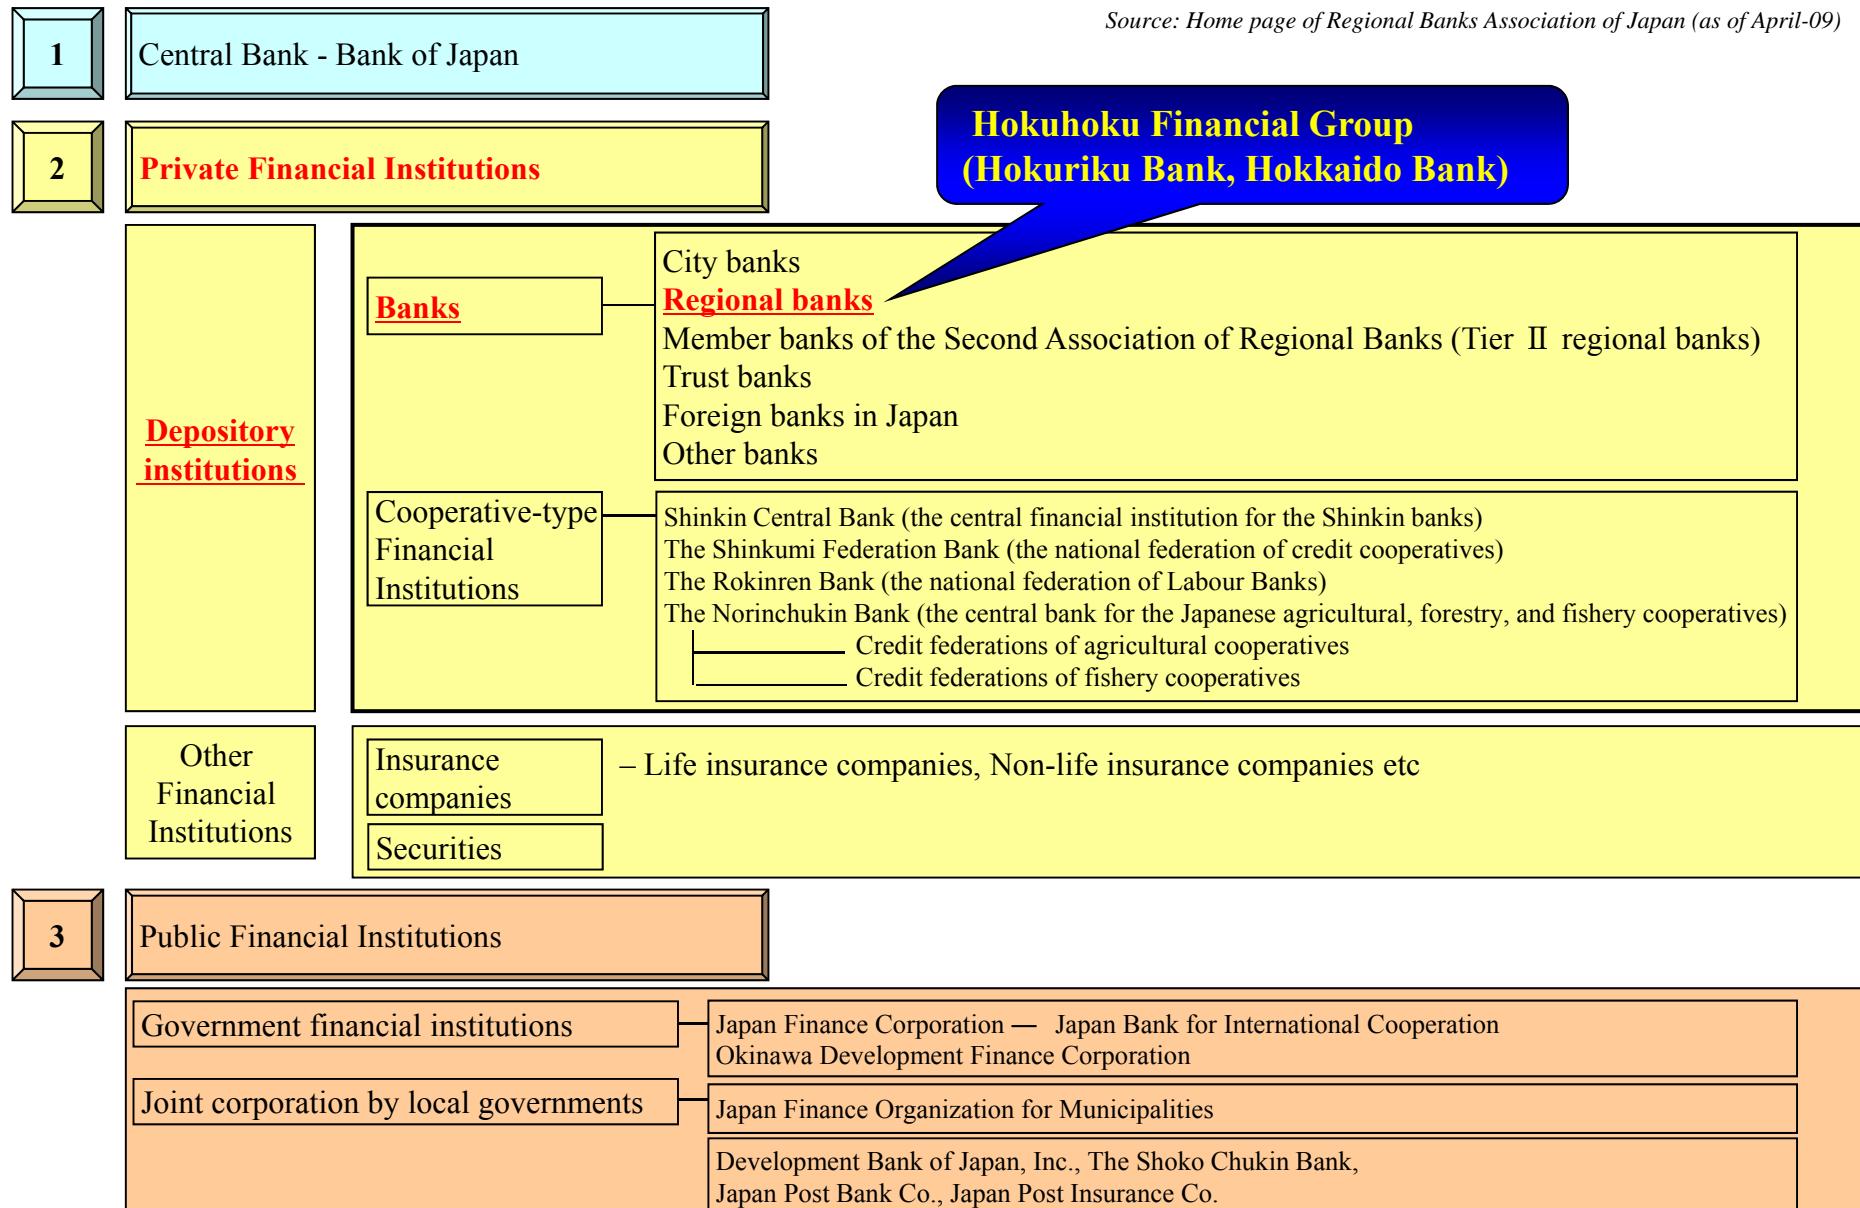 Source: Home page of Regional Banks Association of Japan (as of April-09)
1
Central Bank - Bank of Japan
2
Private Financial Institutions
Hokuhoku Financial Group
(Hokuriku Bank, Hokkaido Bank)
Depository
institutions
Banks
City banks
Regional banks
Member banks of the Second Association of Regional Banks (Tier Ⅱ regional banks)
Trust banks
Foreign banks in Japan
Other banks
Cooperative-type
Financial
Institutions
Shinkin Central Bank (the central financial institution for the Shinkin banks)
The Shinkumi Federation Bank (the national federation of credit cooperatives)
The Rokinren Bank (the national federation of Labour Banks)
The Norinchukin Bank (the central bank for the Japanese agricultural, forestry, and fishery cooperatives)
Credit federations of agricultural cooperatives
Credit federations of fishery cooperatives
Other
Financial
Institutions
Insurance
companies
– Life insurance companies, Non-life insurance companies etc
Securities
3
Public Financial Institutions
Government financial institutions
Japan Finance Corporation — Japan Bank for International Cooperation
Okinawa Development Finance Corporation
Joint corporation by local governments
Japan Finance Organization for Municipalities
Development Bank of Japan, Inc., The Shoko Chukin Bank,
Japan Post Bank Co., Japan Post Insurance Co.